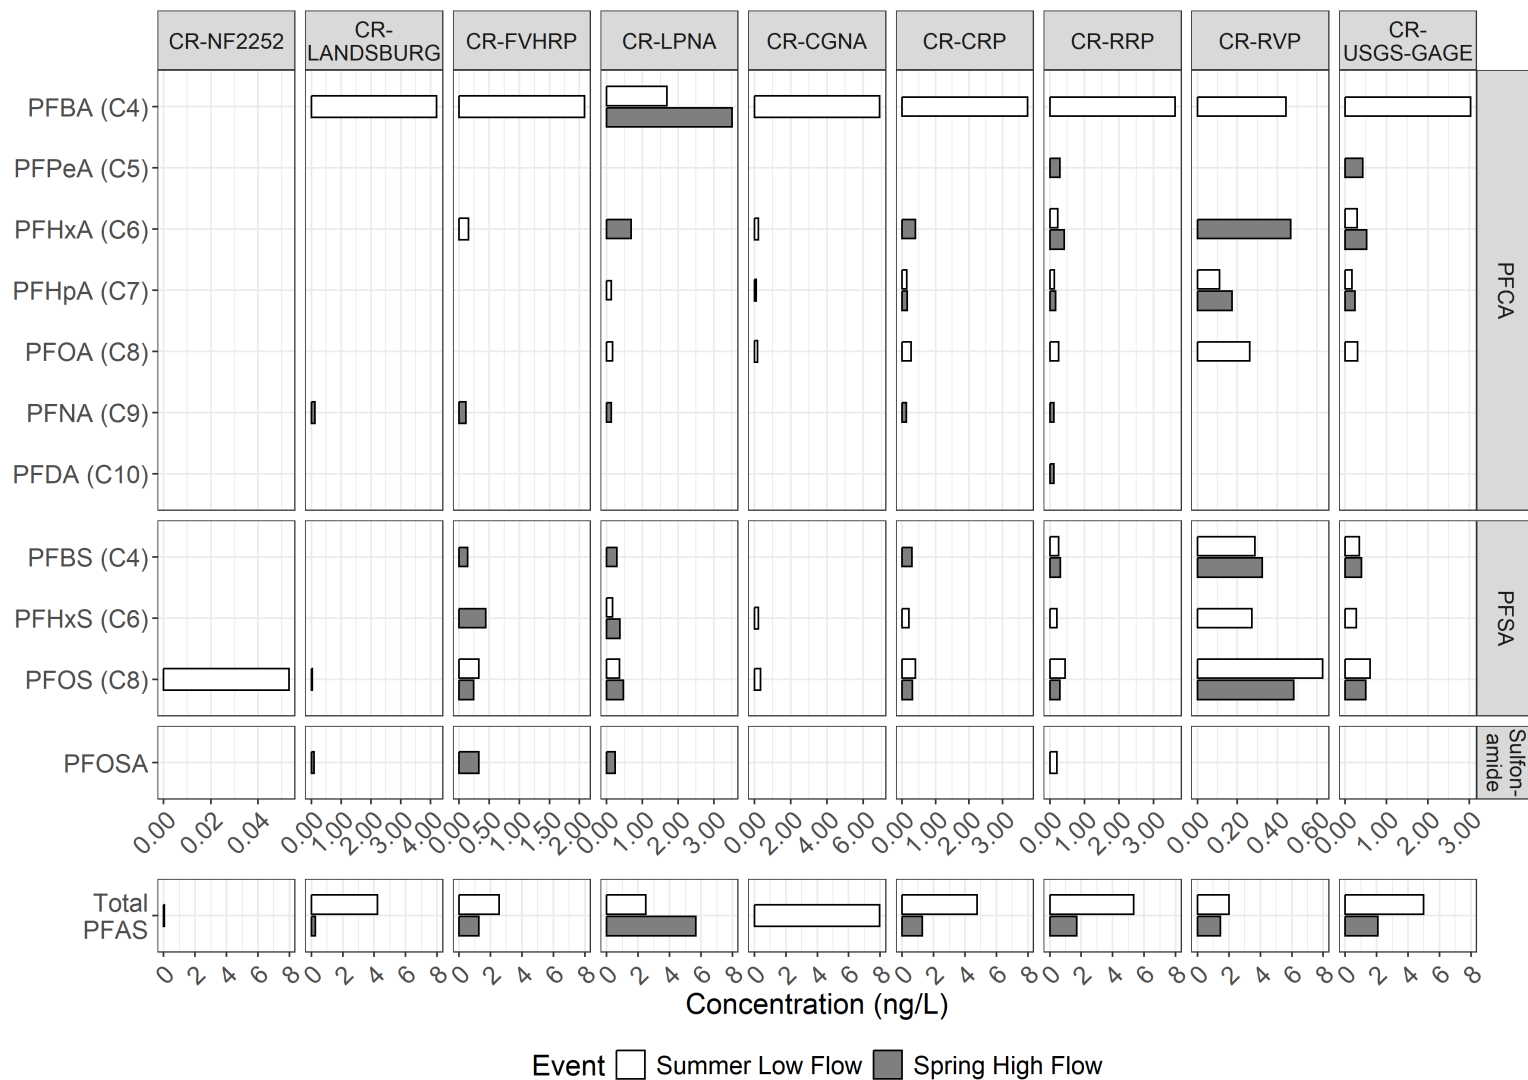 CR-NF2252
CR-
LANDSBURG
CR-FVHRP
CR-LPNA
CR-CGNA
CR-CRP
CR-RRP
CR-RVP
CR-
USGS-GAGE
PFBA (C4)
PFPeA (C5)
PFHxA (C6)
PFHpA (C7)
PFOA (C8)
PFNA (C9)
PFDA (C10)
PFCA
PFBS (C4)
PFHxS (C6)
PFOS (C8)
PFSA
PFOSA
Sulfon-
amide
0.00 0.02 0.04
0.00 1.00 2.00 3.00 4.00
0.00 0.50 1.00 1.50 2.00
0.00 1.00 2.00 3.00
0.00 2.00 4.00 6.00
0.00 1.00 2.00 3.00
0.00 1.00 2.00 3.00
0.00 0.20 0.40 0.60
0.00 1.00 2.00 3.00
Total
PFAS
0 2 4 6 8
0 2 4 6 8
0 2 4 6 8
0 2 4 6 8
0 2 4 6 8
0 2 4 6 8
0 2 4 6 8
0 2 4 6 8
0 2 4 6 8
Concentration (ng/L)
Event Summer Low Flow Spring High Flow